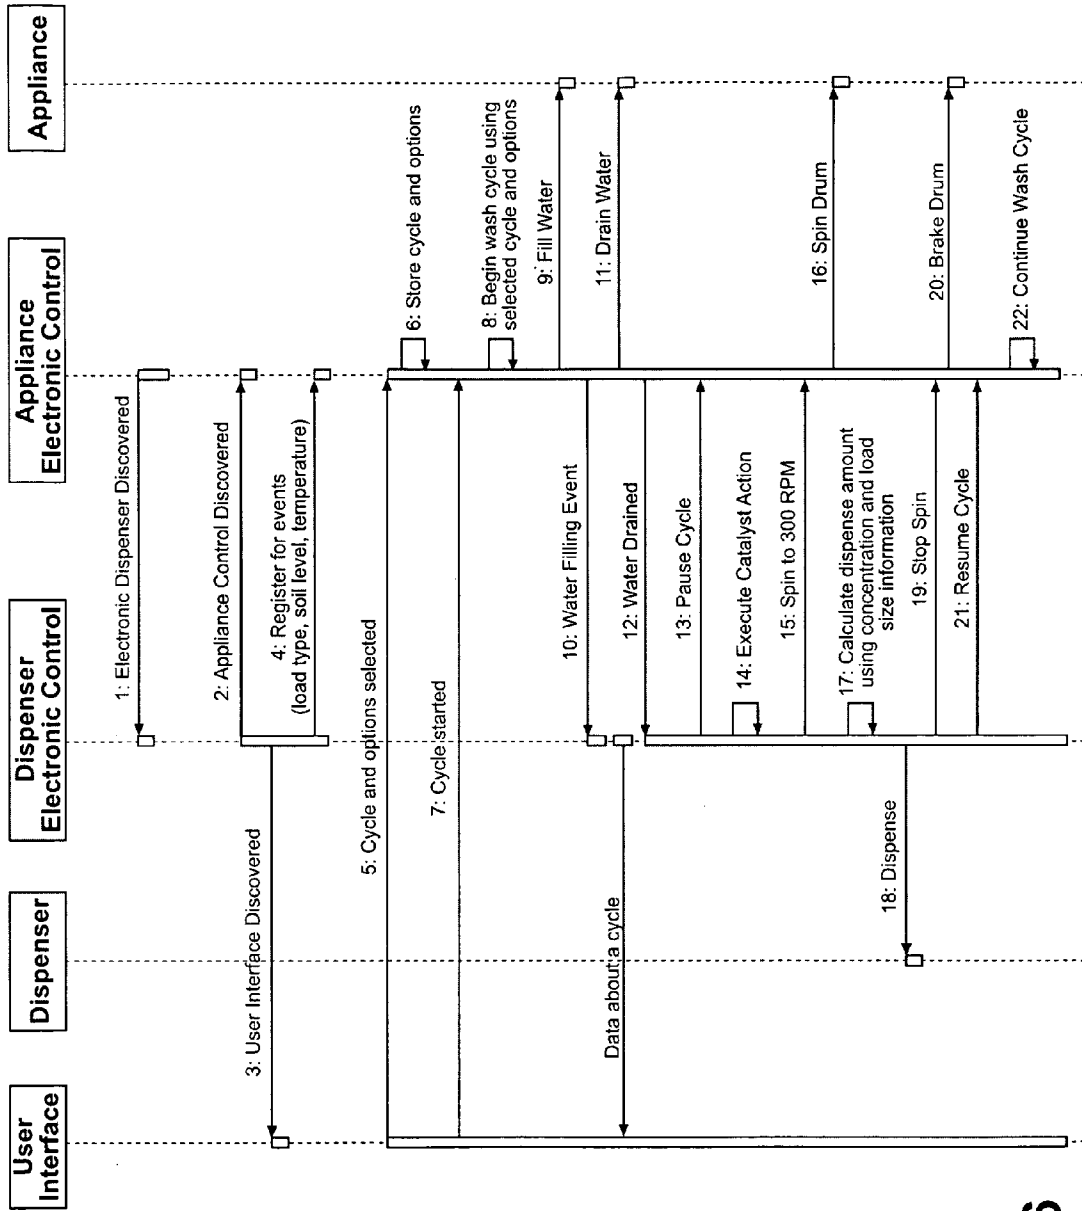 User
Interface
Dispenser
Dispenser
Electronic Control
Appliance
Electronic Control
Appliance
1: Electronic Dispenser Discovered
2: Appliance Control Discovered
3: User Interface Discovered
4: Register for events
(load type, soil level, temperature)
5: Cycle and options selected
6: Store cycle and options
7: Cycle started
8: Begin wash cycle using
selected cycle and options
9: Fill Water
10: Water Filling Event
11: Drain Water
Data about a cycle
12: Water Drained
13: Pause Cycle
14: Execute Catalyst Action
15: Spin to 300 RPM
16: Spin Drum
17: Calculate dispense amount
using concentration and load
size information
18: Dispense
19: Stop Spin
20: Brake Drum
21: Resume Cycle
22: Continue Wash Cycle